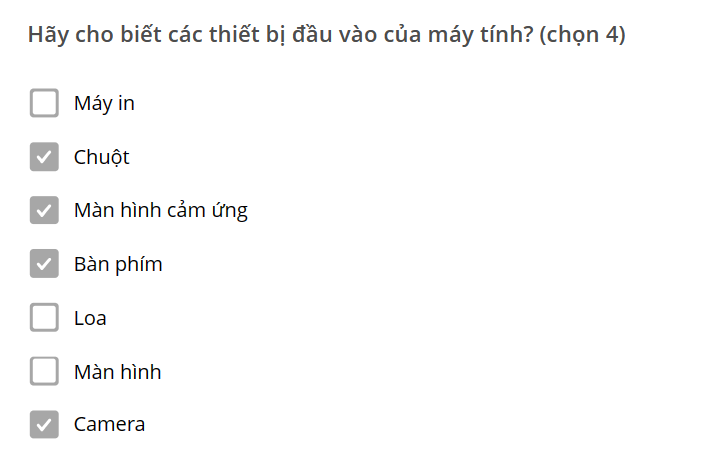 Hãy cho biết các thiết bị đầu vào của máy tính? (chọn 4)
Máy in
Chuột
Màn hình cảm ứng
Bàn phím
Loa
Màn hình
Camera